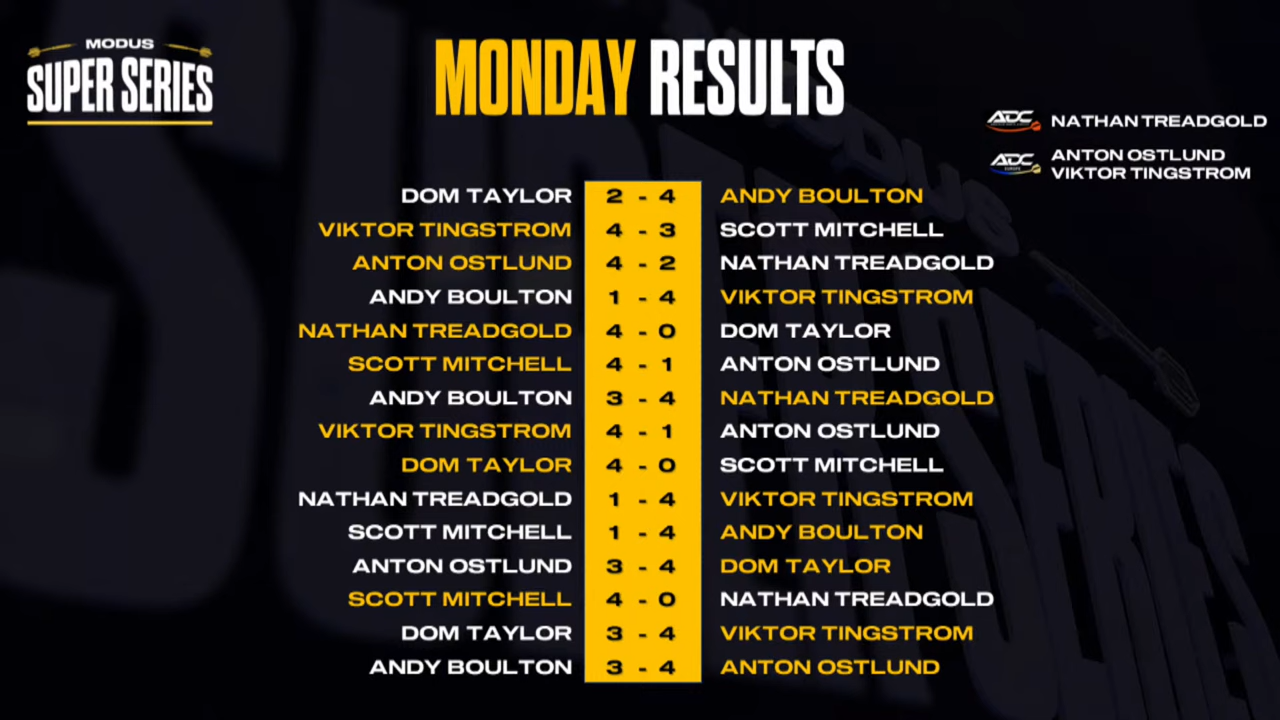 MODUS
SUPER SERIES
MONDAY RESULTS
ADC NATHAN TREADGOLD
ADC ANTON OSTLUND
EUROPE VIKTOR TINGSTROM
DOM TAYLOR 2 - 4 ANDY BOULTON
VIKTOR TINGSTROM 4 - 3 SCOTT MITCHELL
ANTON OSTLUND 4 - 2 NATHAN TREADGOLD
ANDY BOULTON 1 - 4 VIKTOR TINGSTROM
NATHAN TREADGOLD 4 - 0 DOM TAYLOR
SCOTT MITCHELL 4 - 1 ANTON OSTLUND
ANDY BOULTON 3 - 4 NATHAN TREADGOLD
VIKTOR TINGSTROM 4 - 1 ANTON OSTLUND
DOM TAYLOR 4 - 0 SCOTT MITCHELL
NATHAN TREADGOLD 1 - 4 VIKTOR TINGSTROM
SCOTT MITCHELL 1 - 4 ANDY BOULTON
ANTON OSTLUND 3 - 4 DOM TAYLOR
SCOTT MITCHELL 4 - 0 NATHAN TREADGOLD
DOM TAYLOR 3 - 4 VIKTOR TINGSTROM
ANDY BOULTON 3 - 4 ANTON OSTLUND